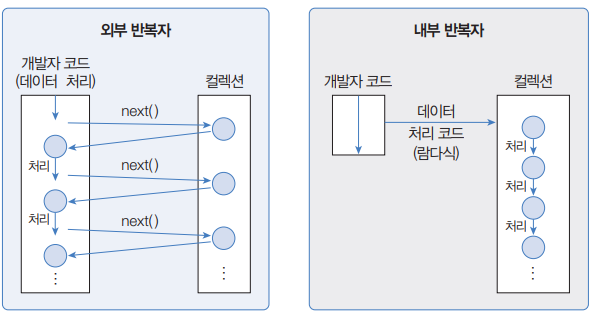 외부 반복자
개발자 코드
(데이터 처리)
컬렉션
next()
처리
next()
처리
next()
⋮
⋮
내부 반복자
개발자 코드
컬렉션
데이터
처리 코드
(람다식)
처리
처리
처리
⋮